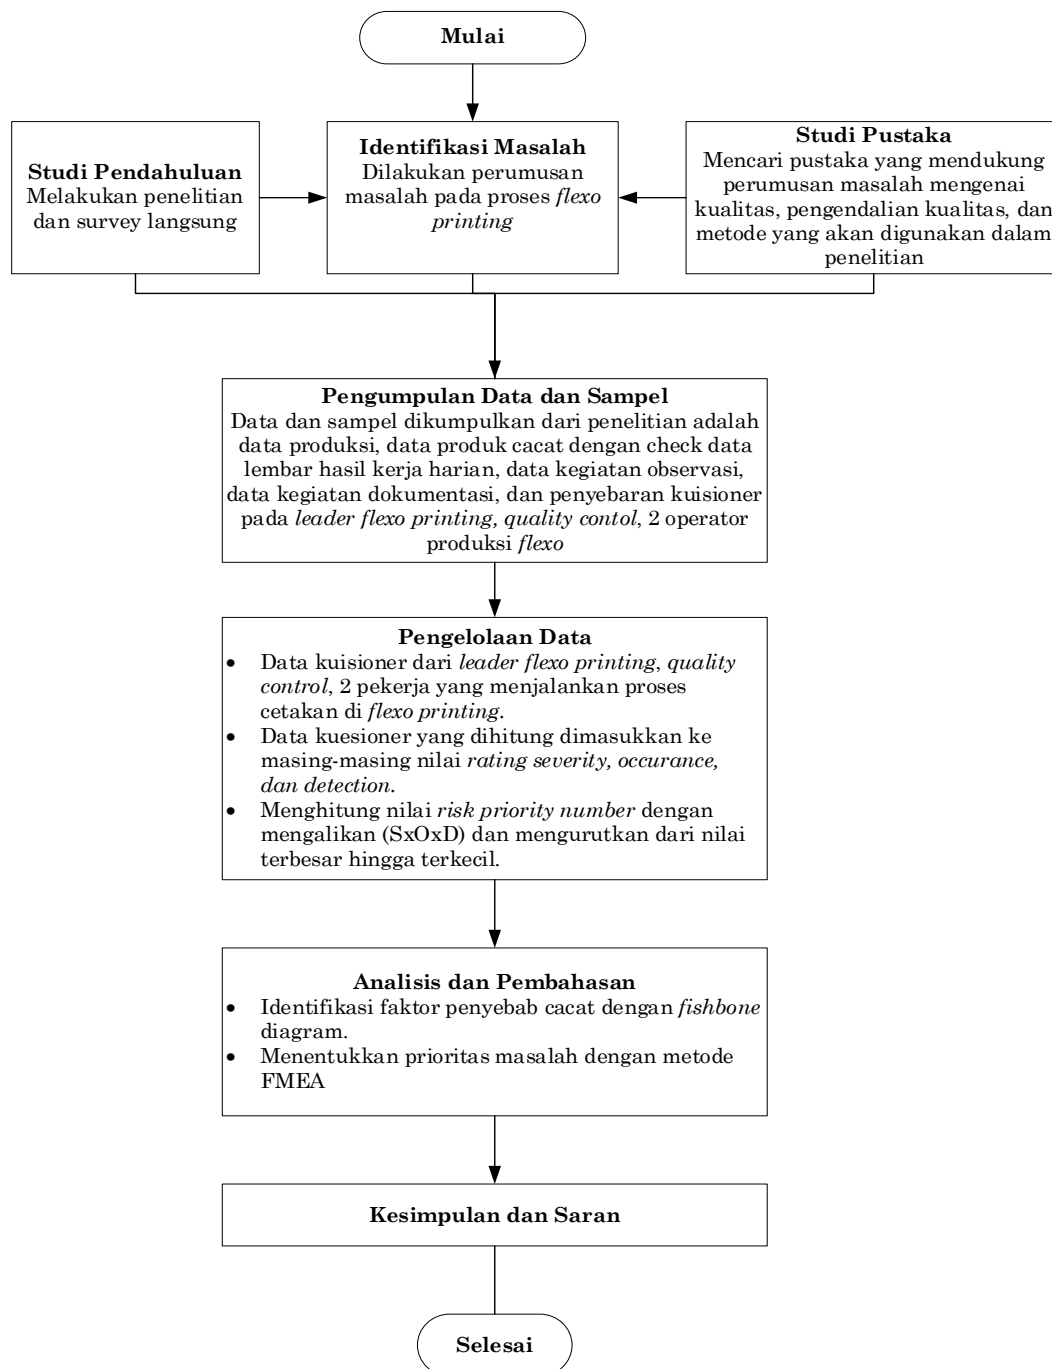 Mulai
Studi Pendahuluan
Melakukan penelitian
dan survey langsung
Identifikasi Masalah
Dilakukan perumusan
masalah pada proses flexo
printing
Studi Pustaka
Mencari pustaka yang mendukung
perumusan masalah mengenai
kualitas, pengendalian kualitas, dan
metode yang akan digunakan dalam
penelitian
Pengumpulan Data dan Sampel
Data dan sampel dikumpulkan dari penelitian adalah
data produksi, data produk cacat dengan check data
lembar hasil kerja harian, data kegiatan observasi,
data kegiatan dokumentasi, dan penyebaran kuisioner
pada leader flexo printing, quality contol, 2 operator
produksi flexo
Pengelolaan Data
• Data kuisioner dari leader flexo printing, quality
control, 2 pekerja yang menjalankan proses
cetakan di flexo printing.
• Data kuesioner yang dihitung dimasukkan ke
masing-masing nilai rating severity, occurance,
dan detection.
• Menghitung nilai risk priority number dengan
mengalikan (SxOxD) dan mengurutkan dari nilai
terbesar hingga terkecil.
Analisis dan Pembahasan
• Identifikasi faktor penyebab cacat dengan fishbone
diagram.
• Menentukkan prioritas masalah dengan metode
FMEA
Kesimpulan dan Saran
Selesai